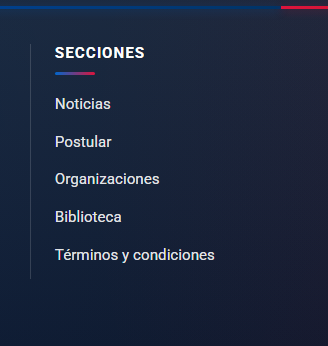 SECCIONES
Noticias
Postular
Organizaciones
Biblioteca
Términos y condiciones